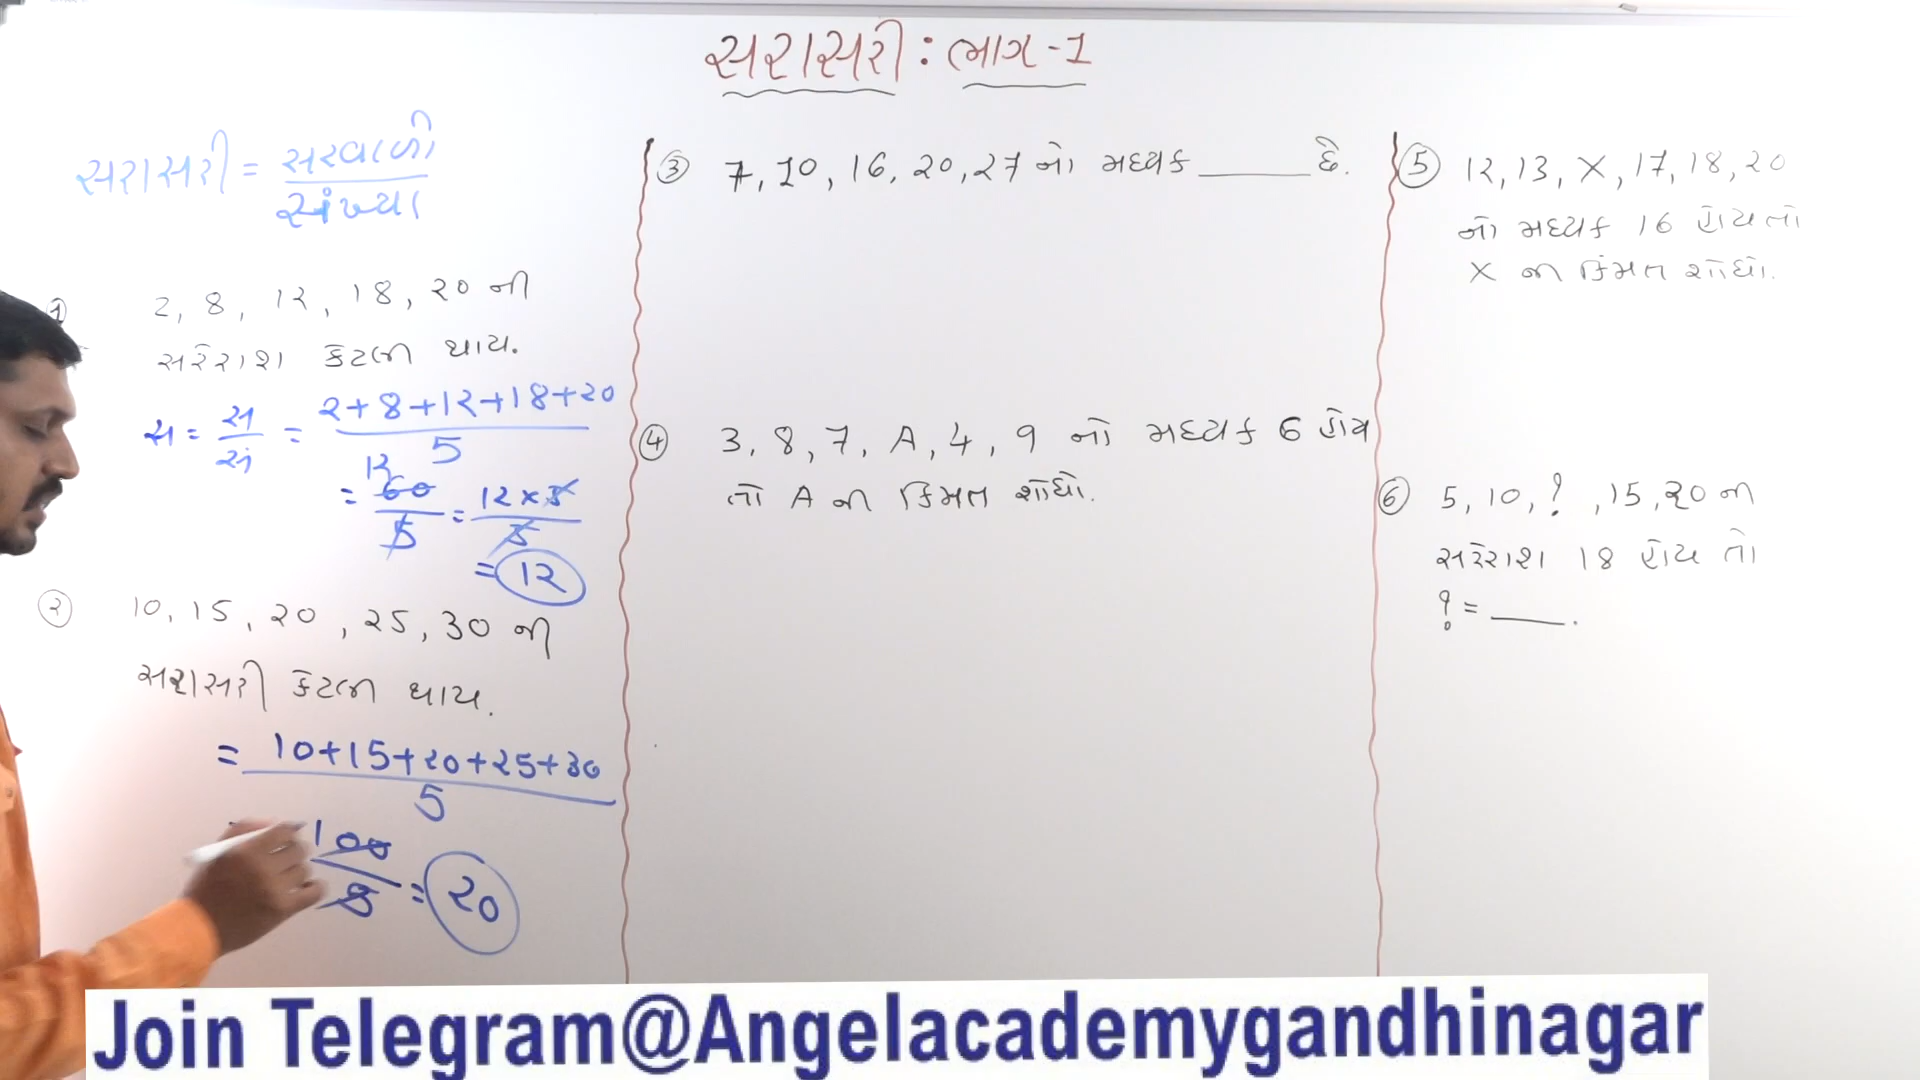 સરાસરી : ભાગ-1
સરાસરી = સરવાળો / સંખ્યા
① 2, 8, 12, 18, 20 ની
સરેરાશ કેટલી થાય.
સ = સ / સં = 2+8+12+18+20 / 5
12
= 60 / 5 = 12 × 5 / 5
= 12
② 10, 15, 20, 25, 30 ની
સરાસરી કેટલી થાય.
= 10+15+20+25+30 / 5
100 / 5 = 20
③ 7, 10, 16, 20, 27 નો મધ્યક ______ છે.
④ 3, 8, 7, A, 4, 9 નો મધ્યક 6 હોય
તો A ની કિંમત શોધો.
⑤ 12, 13, X, 17, 18, 20
નો મધ્યક 16 હોય તો
X ની કિંમત શોધો.
⑥ 5, 10, ?, 15, 20 ની
સરેરાશ 18 હોય તો
? = ____.
Join Telegram@Angelacademygandhinagar